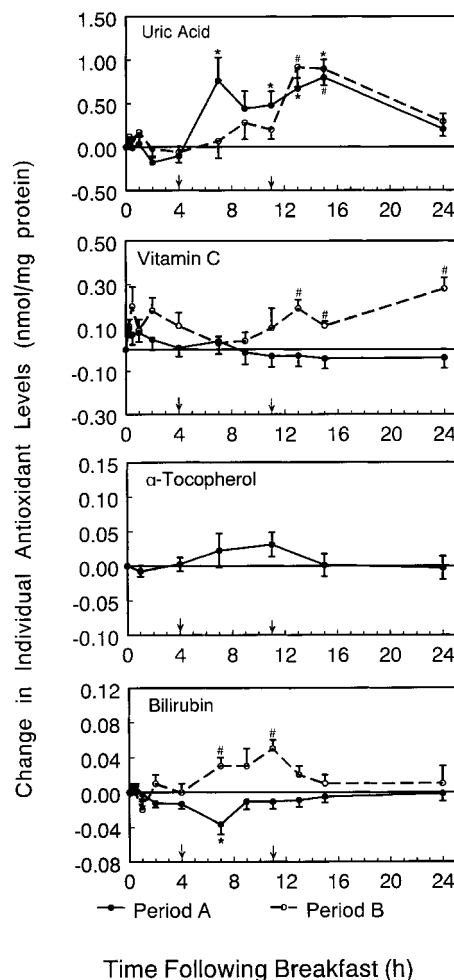 Change in Individual Antioxidant Levels (nmol/mg protein)
Uric Acid
1.50
1.00
0.50
0.00
-0.50
* # * * * #
0 4 8 12 16 20 24
Vitamin C
0.50
0.30
0.10
-0.10
-0.30
# # #
0 4 8 12 16 20 24
α-Tocopherol
0.15
0.10
0.05
0.00
-0.05
-0.10
0 4 8 12 16 20 24
Bilirubin
0.12
0.08
0.04
0.00
-0.04
-0.08
# # *
0 4 8 12 16 20 24
Period A Period B
Time Following Breakfast (h)